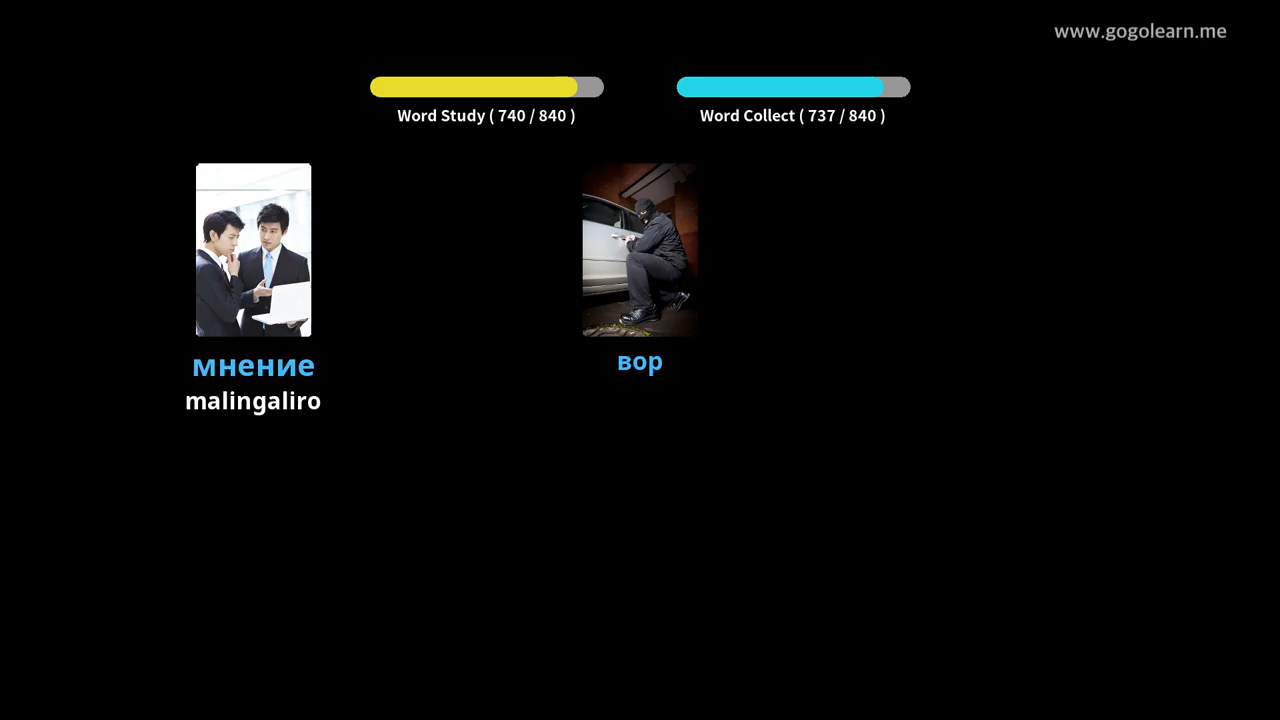 www.gogolearn.me
Word Study ( 740 / 840 )
Word Collect ( 737 / 840 )
мнение
malingaliro
вор